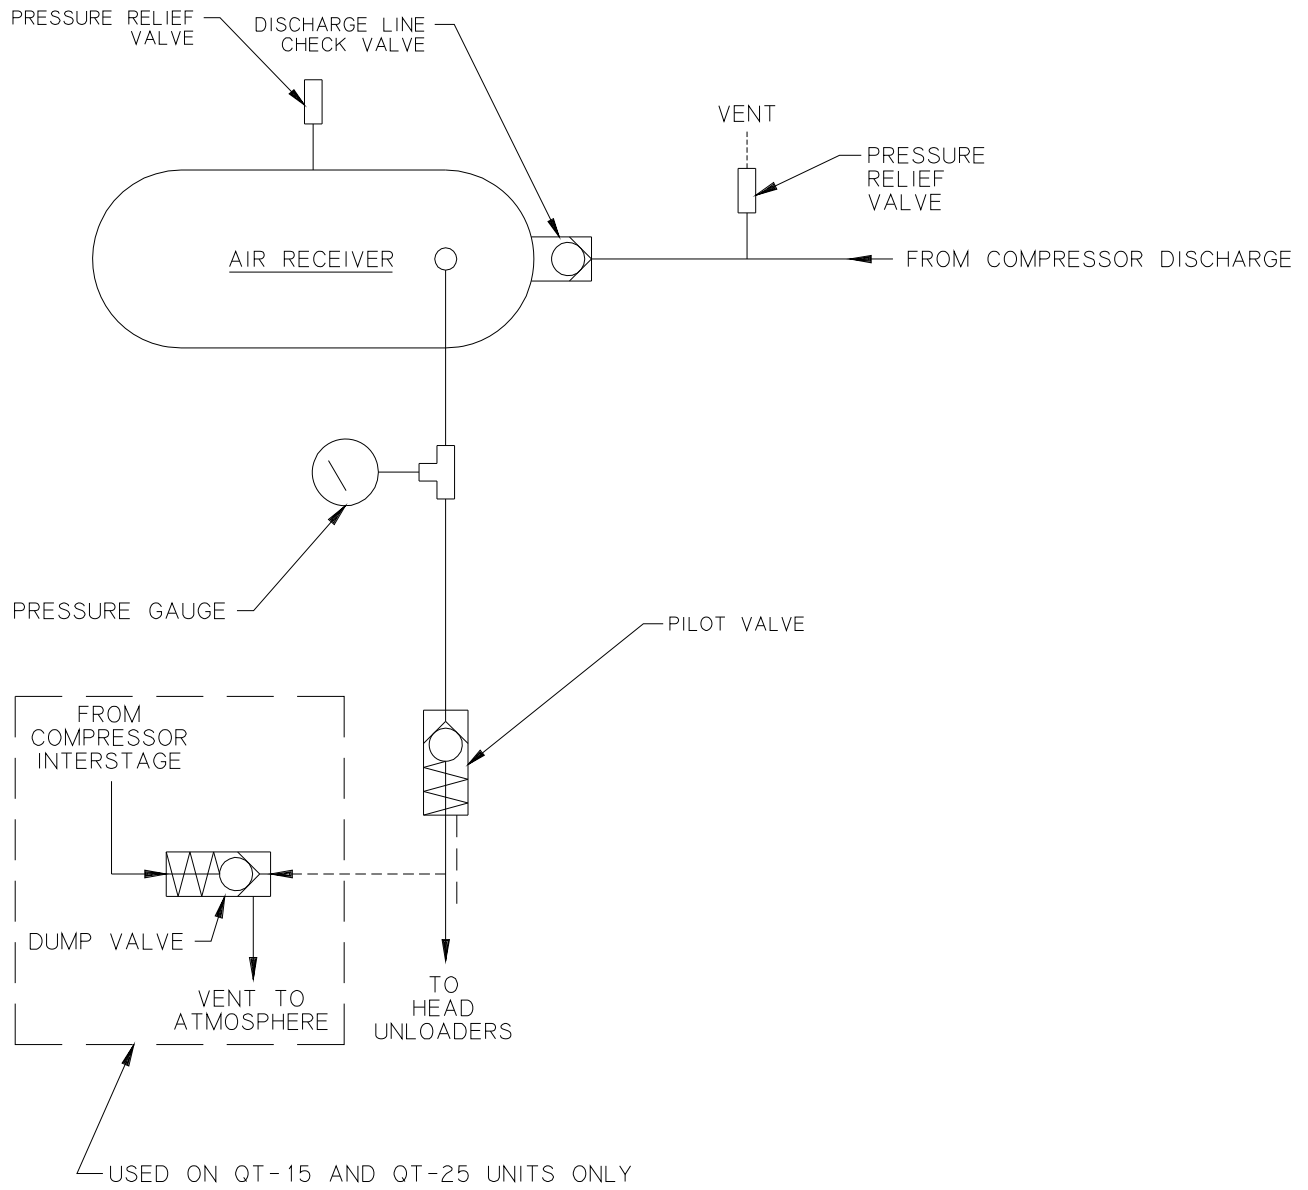 PRESSURE RELIEF
VALVE
DISCHARGE LINE
CHECK VALVE
VENT
PRESSURE
RELIEF
VALVE
AIR RECEIVER
FROM COMPRESSOR DISCHARGE
PRESSURE GAUGE
PILOT VALVE
FROM
COMPRESSOR
INTERSTAGE
DUMP VALVE
VENT TO
ATMOSPHERE
TO
HEAD
UNLOADERS
USED ON QT-15 AND QT-25 UNITS ONLY